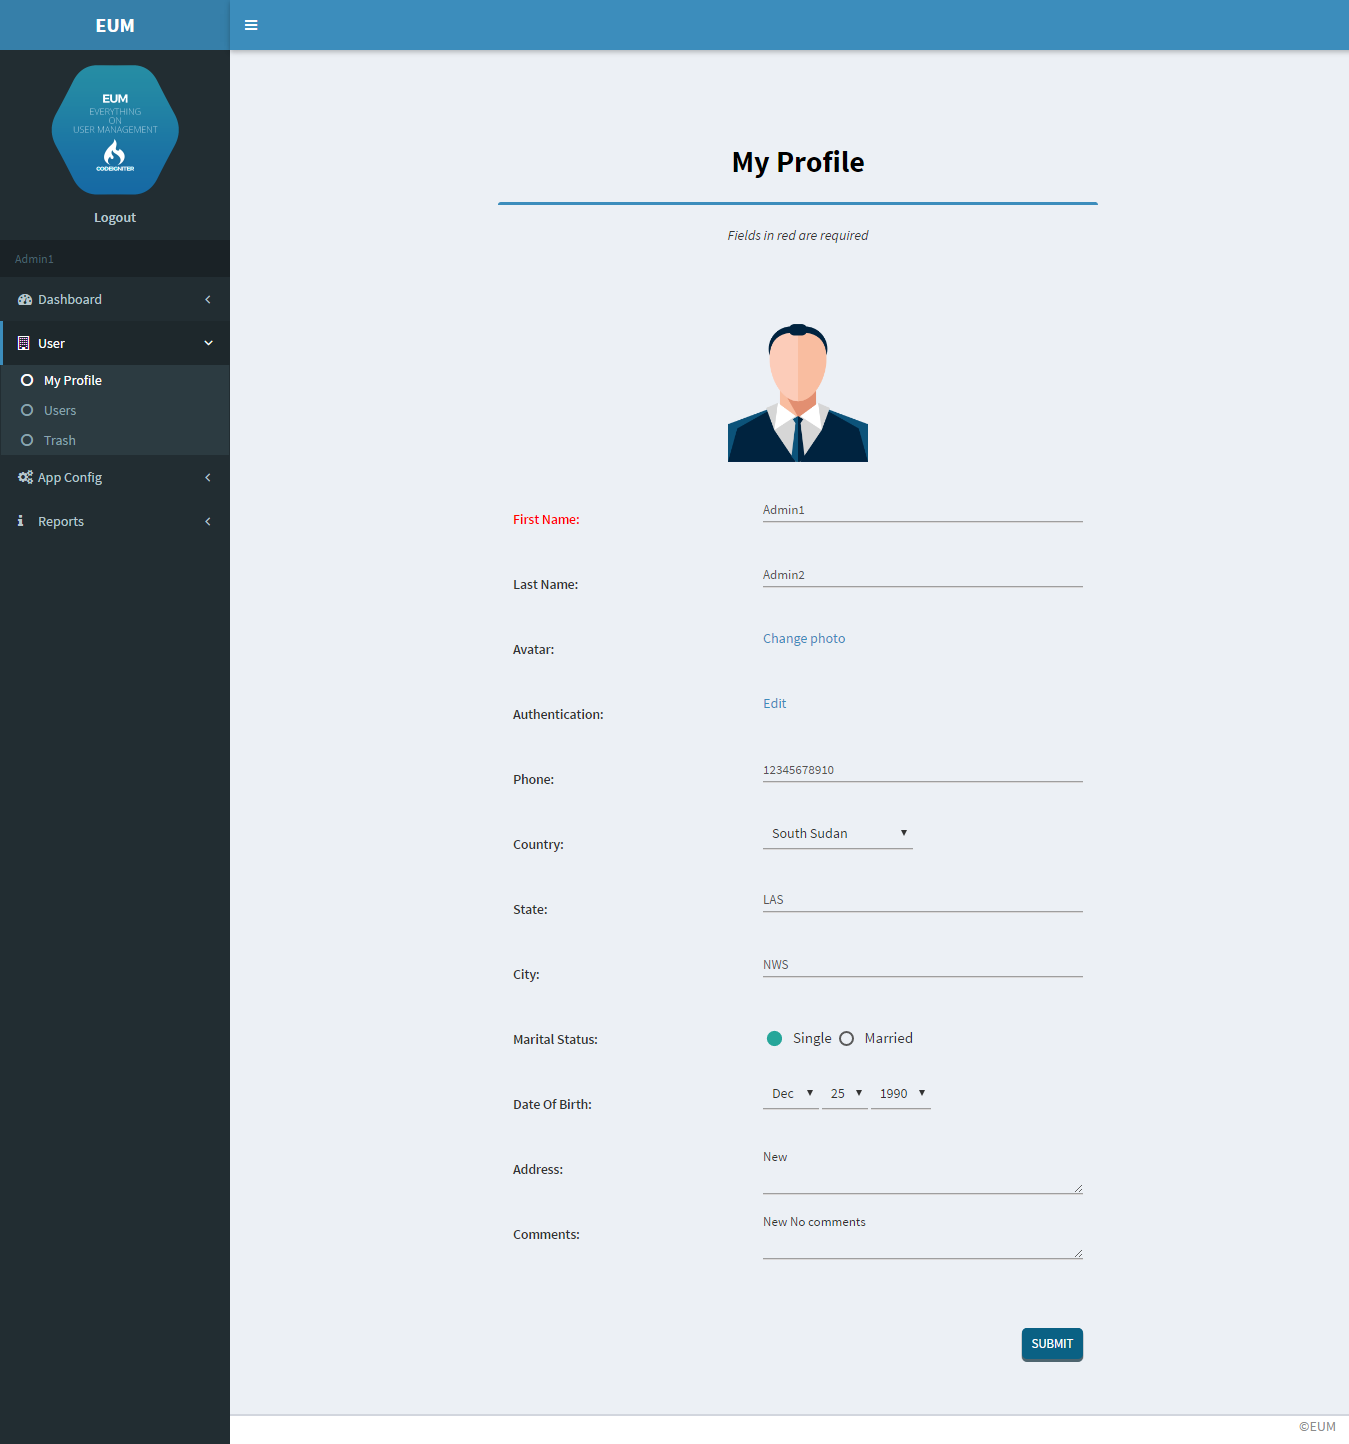 EUM
EUM
EVERYTHING
ON
USER MANAGEMENT
CODEIGNITER
Logout
Admin1
Dashboard
User
My Profile
Users
Trash
App Config
Reports
My Profile
Fields in red are required
First Name:
Admin1
Last Name:
Admin2
Avatar:
Change photo
Authentication:
Edit
Phone:
12345678910
Country:
South Sudan
State:
LAS
City:
NWS
Marital Status:
Single Married
Date Of Birth:
Dec 25 1990
Address:
New
Comments:
New No comments
SUBMIT
©EUM